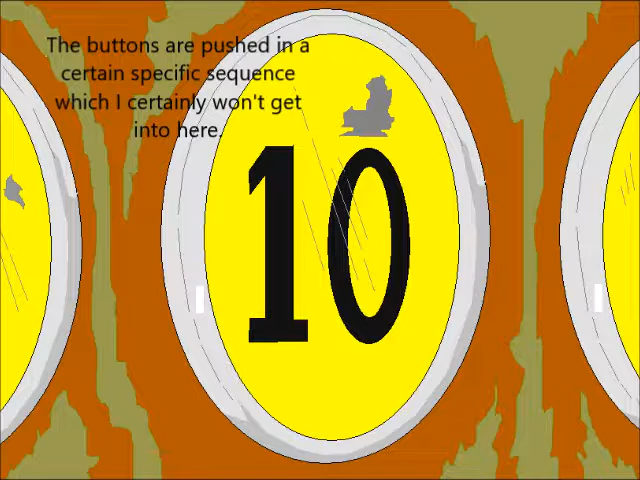 The buttons are pushed in a
certain specific sequence
which I certainly won't get
into here.
10